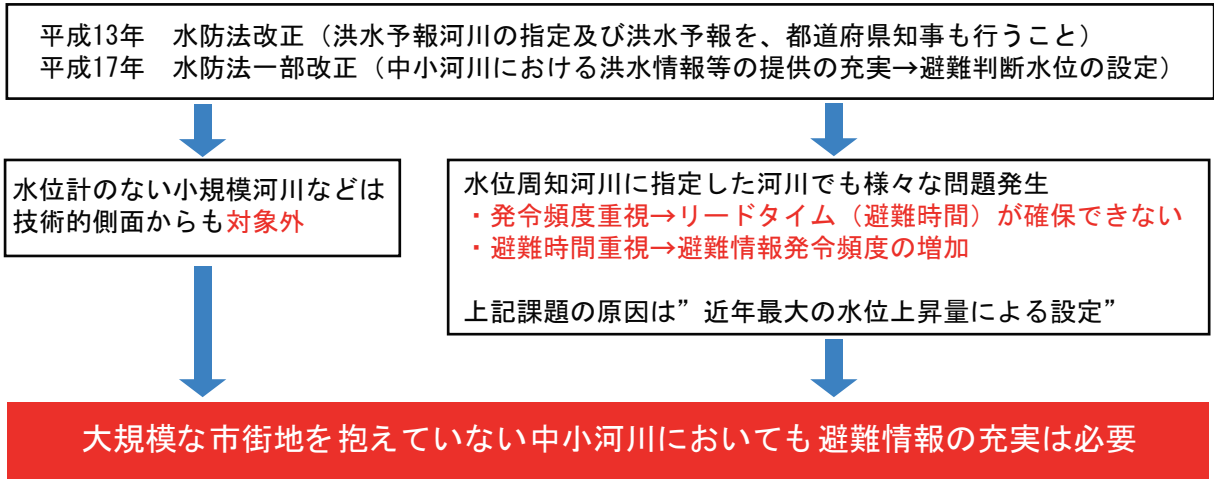 平成13年　水防法改正（洪水予報河川の指定及び洪水予報を、都道府県知事も行うこと）
平成17年　水防法一部改正（中小河川における洪水情報等の提供の充実→避難判断水位の設定）
水位計のない小規模河川などは
技術的側面からも対象外
水位周知河川に指定した河川でも様々な問題発生
・発令頻度重視→リードタイム（避難時間）が確保できない
・避難時間重視→避難情報発令頻度の増加
上記課題の原因は”近年最大の水位上昇量による設定”
大規模な市街地を抱えていない中小河川においても避難情報の充実は必要